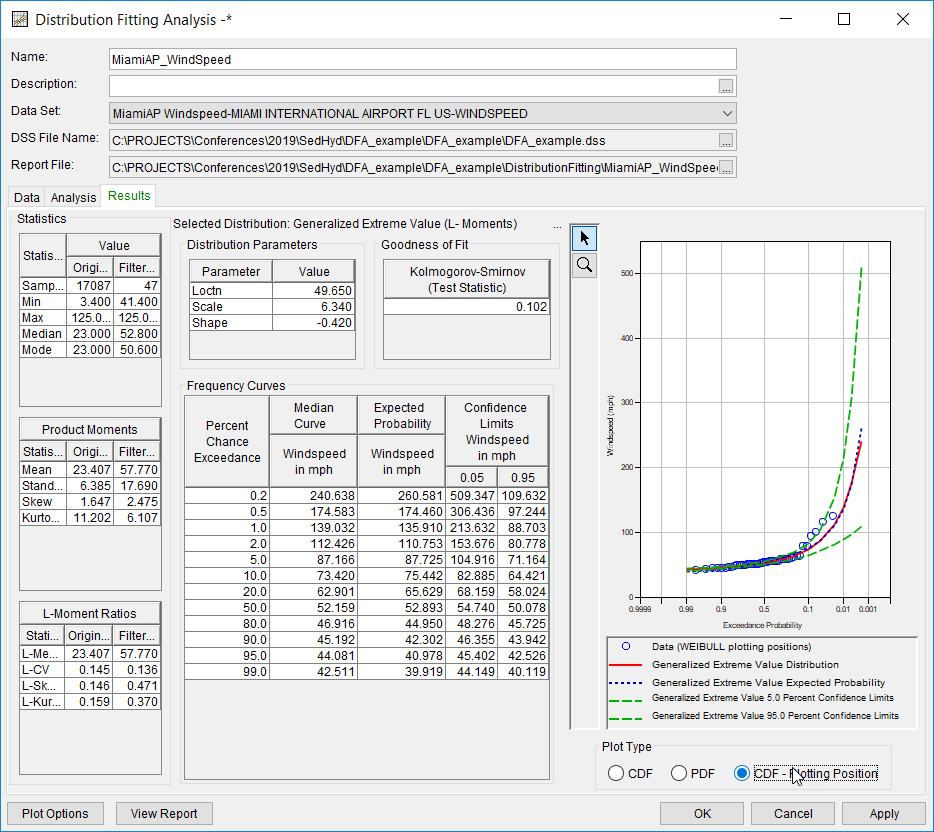 Distribution Fitting Analysis -*
Name:
MiamiAP_WindSpeed
Description:
...
Data Set:
MiamiAP Windspeed-MIAMI INTERNATIONAL AIRPORT FL US-WINDSPEED
DSS File Name:
C:\PROJECTS\Conferences\2019\SedHyd\DFA_example\DFA_example\DFA_example.dss
...
Report File:
C:\PROJECTS\Conferences\2019\SedHyd\DFA_example\DFA_example\DistributionFitting\MiamiAP_WindSpee
...
Data Analysis Results
Statistics
Statis... Value
Origi... Filter...
Samp... 17087 47
Min 3.400 41.400
Max 125.0... 125.0...
Median 23.000 52.800
Mode 23.000 50.600
Product Moments
Statis... Origi... Filter...
Mean 23.407 57.770
Stand... 6.385 17.690
Skew 1.647 2.475
Kurto... 11.202 6.107
L-Moment Ratios
Stati... Origin... Filter...
L-Me... 23.407 57.770
L-CV 0.145 0.136
L-Sk... 0.146 0.471
L-Kur... 0.159 0.370
Selected Distribution: Generalized Extreme Value (L- Moments) ...
Distribution Parameters
Parameter Value
Loctn 49.650
Scale 6.340
Shape -0.420
Goodness of Fit
Kolmogorov-Smirnov
(Test Statistic)
0.102
Frequency Curves
Percent
Chance
Exceedance
Median
Curve
Windspeed
in mph
Expected
Probability
Windspeed
in mph
Confidence
Limits
Windspeed
in mph
0.05 0.95
0.2 240.638 260.581 509.347 109.632
0.5 174.583 174.460 306.436 97.244
1.0 139.032 135.910 213.632 88.703
2.0 112.426 110.753 153.676 80.778
5.0 87.166 87.725 104.916 71.164
10.0 73.420 75.442 82.885 64.421
20.0 62.901 65.629 68.159 58.024
50.0 52.159 52.893 54.740 50.078
80.0 46.916 44.950 48.276 45.725
90.0 45.192 42.302 46.355 43.942
95.0 44.081 40.978 45.402 42.526
99.0 42.511 39.919 44.149 40.119
Windspeed (mph)
500
400
300
200
100
0
0.9999 0.99 0.9 0.5 0.1 0.01 0.001
Exceedance Probability
Data (WEIBULL plotting positions)
Generalized Extreme Value Distribution
Generalized Extreme Value Expected Probability
Generalized Extreme Value 5.0 Percent Confidence Limits
Generalized Extreme Value 95.0 Percent Confidence Limits
Plot Type
CDF PDF CDF - Plotting Position
Plot Options View Report OK Cancel Apply